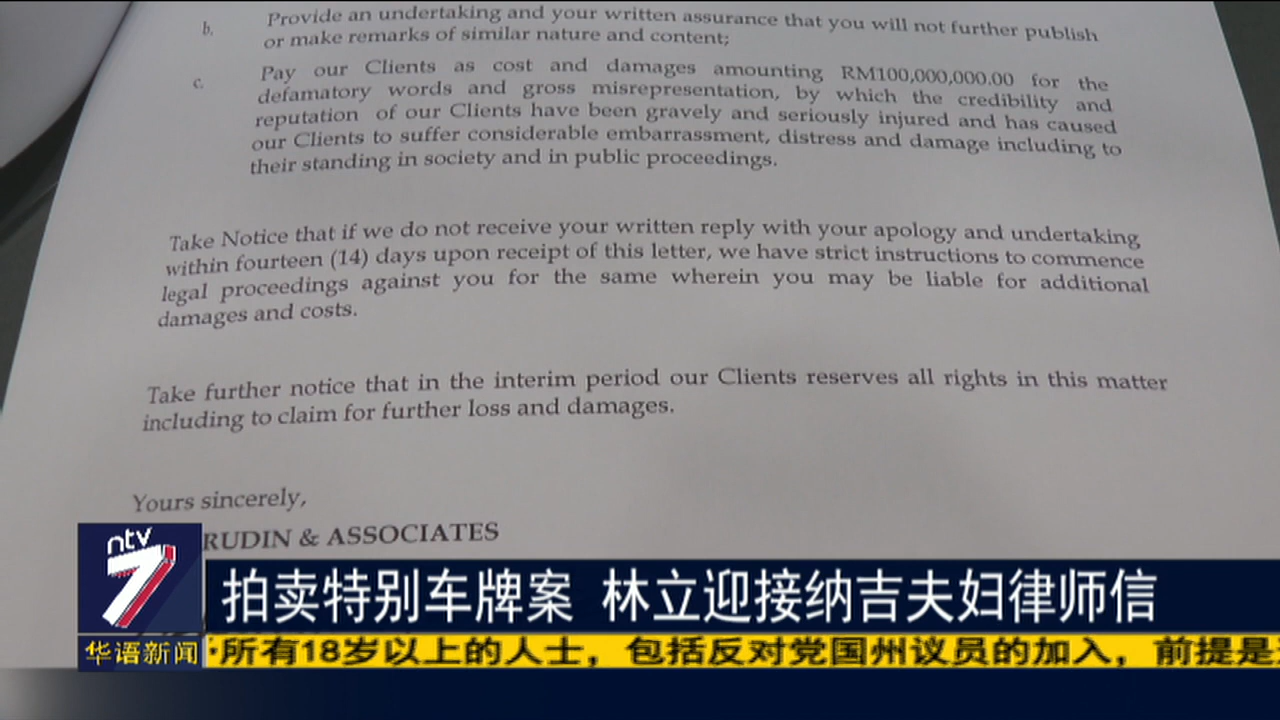 b. Provide an undertaking and your written assurance that you will not further publish
or make remarks of similar nature and content;
c. Pay our Clients as cost and damages amounting RM100,000,000.00 for the
defamatory words and gross misrepresentation, by which the credibility and
reputation of our Clients have been gravely and seriously injured and has caused
our Clients to suffer considerable embarrassment, distress and damage including to
their standing in society and in public proceedings.
Take Notice that if we do not receive your written reply with your apology and undertaking
within fourteen (14) days upon receipt of this letter, we have strict instructions to commence
legal proceedings against you for the same wherein you may be liable for additional
damages and costs.
Take further notice that in the interim period our Clients reserves all rights in this matter
including to claim for further loss and damages.
Yours sincerely,
RUDIN & ASSOCIATES
ntv
7
华语新闻
拍卖特别车牌案 林立迎接纳吉夫妇律师信
所有18岁以上的人士，包括反对党国州议员的加入，前提是